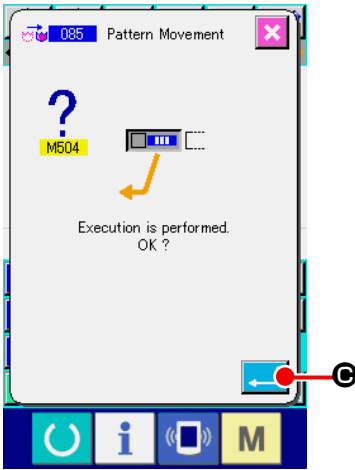 085 Pattern Movement
?
M504
Execution is performed.
OK ?
C
i
M